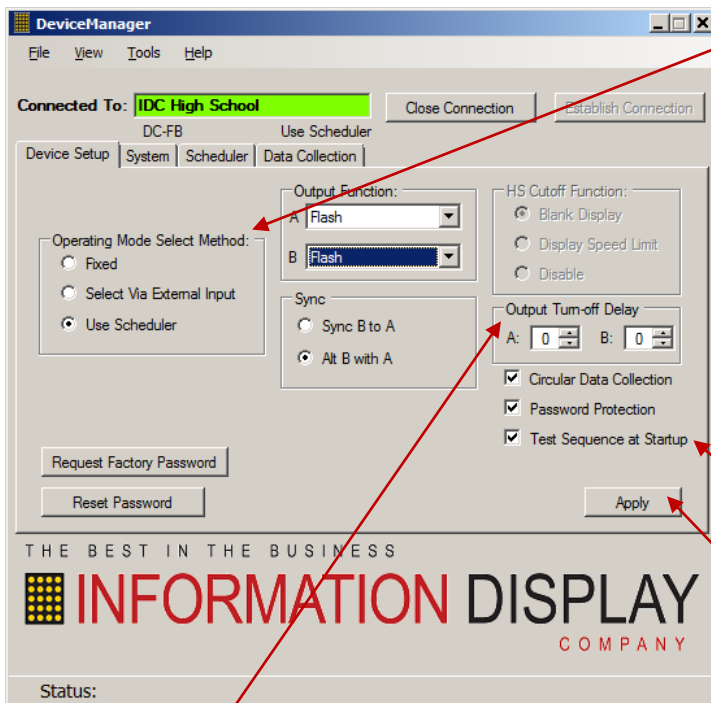 DeviceManager
File View Tools Help
Connected To: IDC High School Close Connection Establish Connection
DC-FB Use Scheduler
Device Setup System Scheduler Data Collection
Operating Mode Select Method:
Fixed
Select Via External Input
Use Scheduler
Output Function:
A Flash
B Flash
Sync
Sync B to A
Alt B with A
HS Cutoff Function:
Blank Display
Display Speed Limit
Disable
Output Turn-off Delay
A: 0 B: 0
Circular Data Collection
Password Protection
Test Sequence at Startup
Request Factory Password
Reset Password
Apply
THE BEST IN THE BUSINESS
INFORMATION DISPLAY
COMPANY
Status: